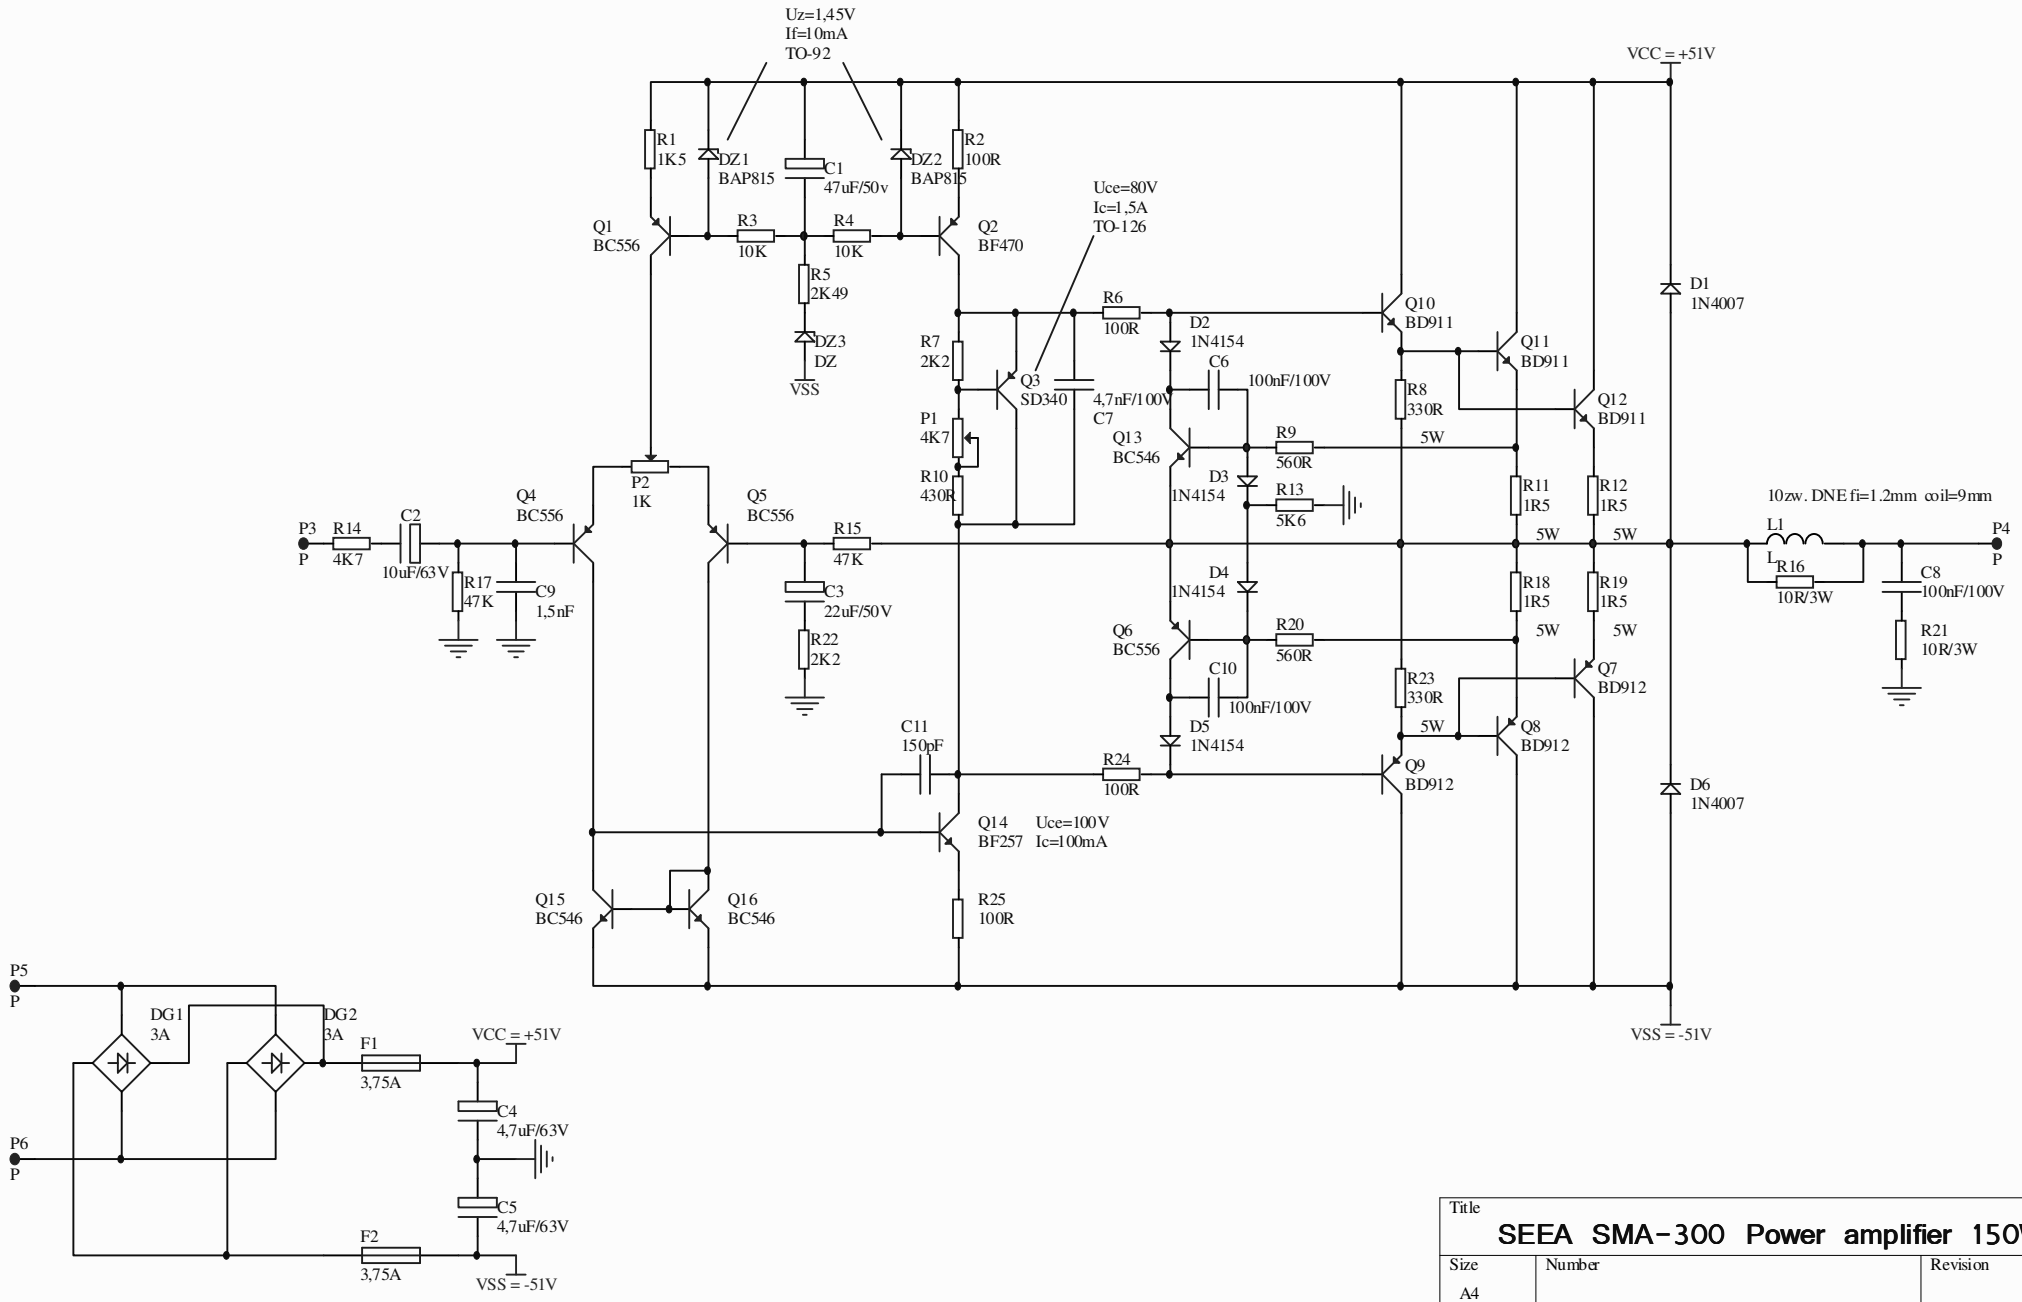 Uz=1,45V
If=10mA
TO-92
VCC = +51V
R1
1K5
DZ1
BAP815
C1
47uF/50v
DZ2
BAP815
R2
100R
Uce=80V
Ic=1,5A
TO-126
Q1
BC556
R3
10K
R4
10K
Q2
BF470
R5
2K49
DZ3
DZ
VSS
R6
100R
D2
1N4154
Q10
BD911
D1
1N4007
R7
2K2
Q3
SD340
4,7nF/100V
C7
C6
100nF/100V
Q11
BD911
R8
330R
5W
Q12
BD911
P1
4K7
Q13
BC546
R9
560R
R10
430R
D3
1N4154
R13
5K6
R11
1R5
5W
R12
1R5
5W
P2
1K
Q4
BC556
Q5
BC556
P3
P
R14
4K7
C2
10uF/63V
R17
47K
C9
1,5nF
R15
47K
C3
22uF/50V
R22
2K2
10zw. DNE fi=1.2mm coil=9mm
L1
L
R16
10R/3W
P4
P
C8
100nF/100V
R21
10R/3W
D4
1N4154
R18
1R5
5W
R19
1R5
5W
Q6
BC556
R20
560R
C10
100nF/100V
R23
330R
5W
Q7
BD912
Q8
BD912
D5
1N4154
C11
150pF
R24
100R
Q9
BD912
D6
1N4007
Q14
BF257
Uce=100V
Ic=100mA
Q15
BC546
Q16
BC546
R25
100R
VSS = -51V
P5
P
DG1
3A
DG2
3A
F1
3,75A
VCC = +51V
C4
4,7uF/63V
P6
P
C5
4,7uF/63V
F2
3,75A
VSS = -51V
Title
SEEA SMA-300 Power amplifier 150
Size
A4
Number
Revision